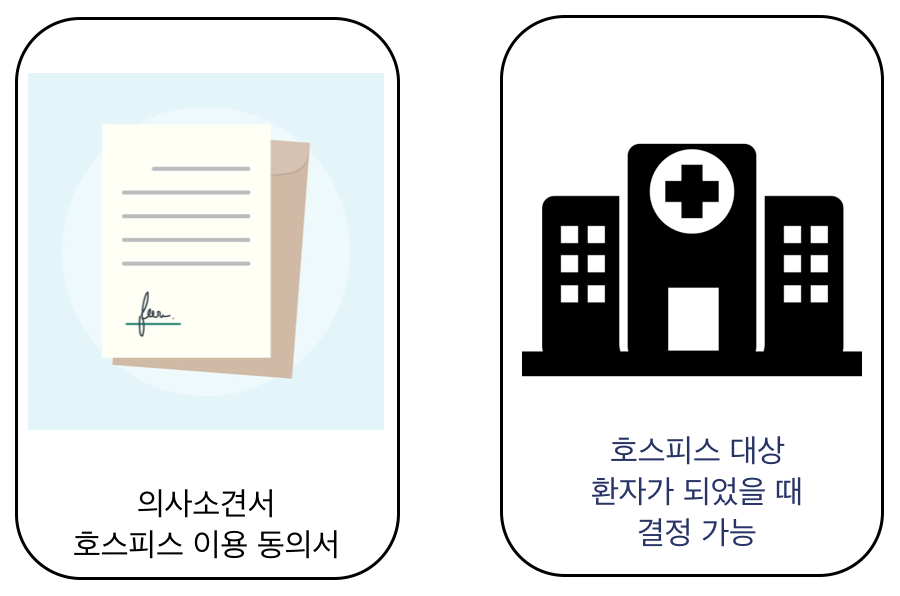 의사소견서
호스피스 이용 동의서
호스피스 대상
환자가 되었을 때
결정 가능